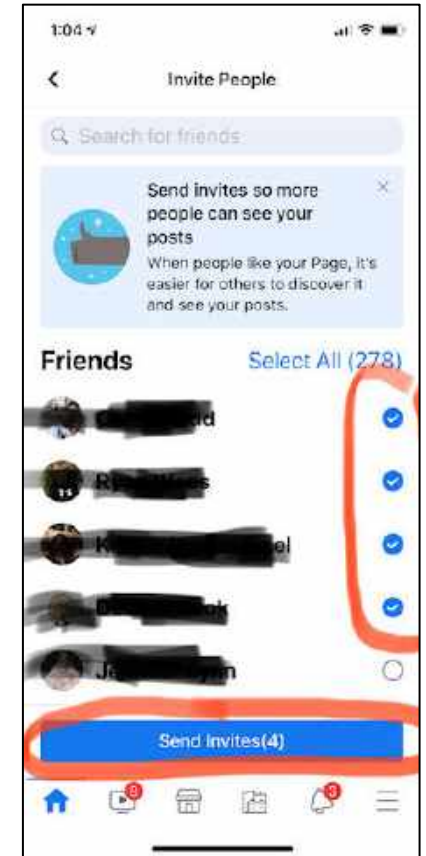 1:04
Invite People
Search for friends
Send invites so more
people can see your
posts
When people like your Page, it's
easier for others to discover it
and see your posts.
Friends
Select All (278)
Send Invites(4)
9
3